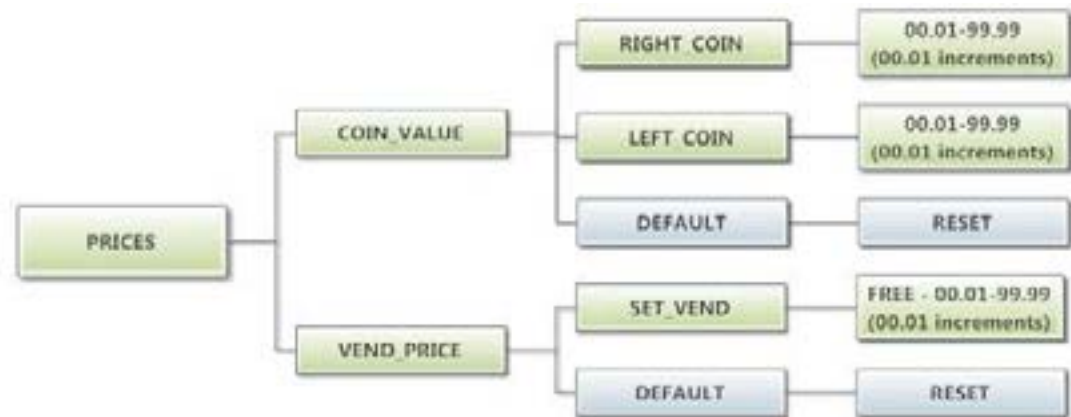 RIGHT_COIN
00.01-99.99
(00.01 increments)
COIN_VALUE
LEFT_COIN
00.01-99.99
(00.01 increments)
DEFAULT
RESET
PRICES
SET_VEND
FREE - 00.01-99.99
(00.01 increments)
VEND_PRICE
DEFAULT
RESET